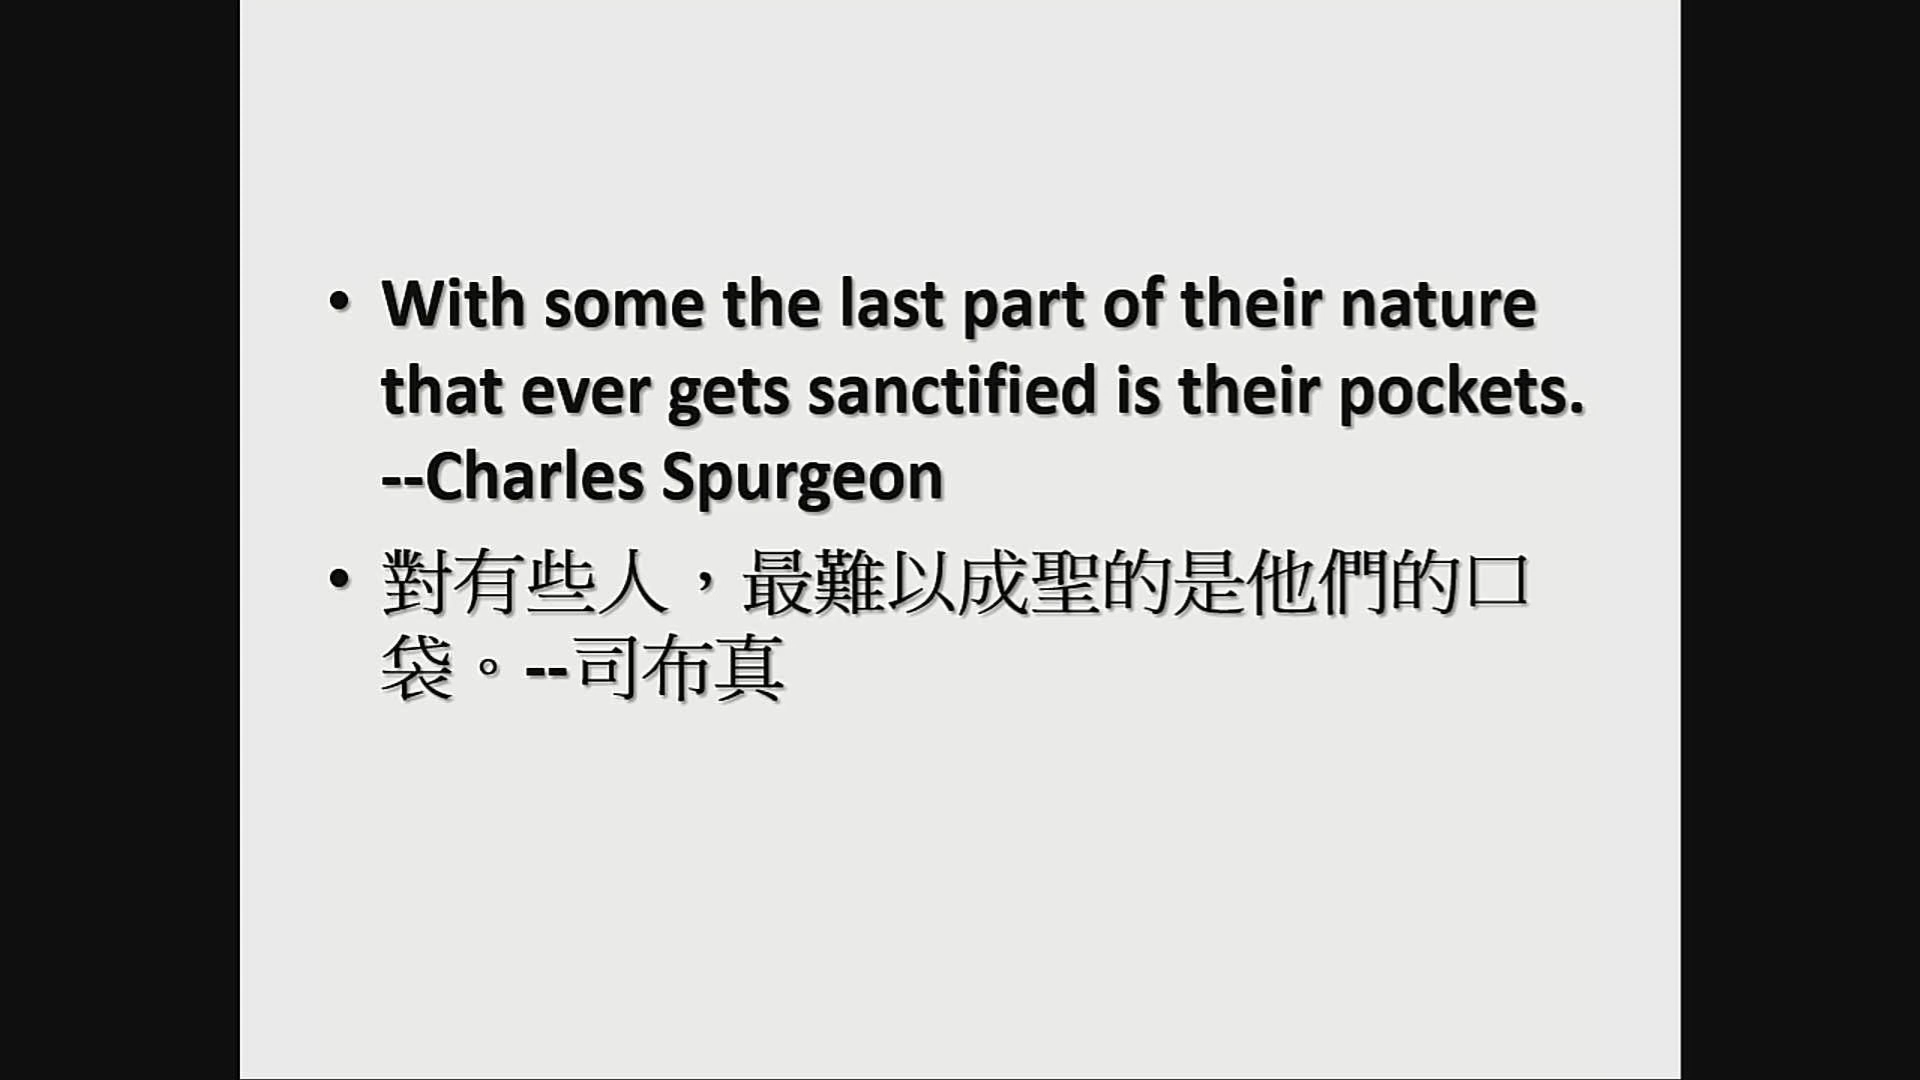 • With some the last part of their nature
that ever gets sanctified is their pockets.
--Charles Spurgeon
• 對有些人，最難以成聖的是他們的口
袋。--司布真